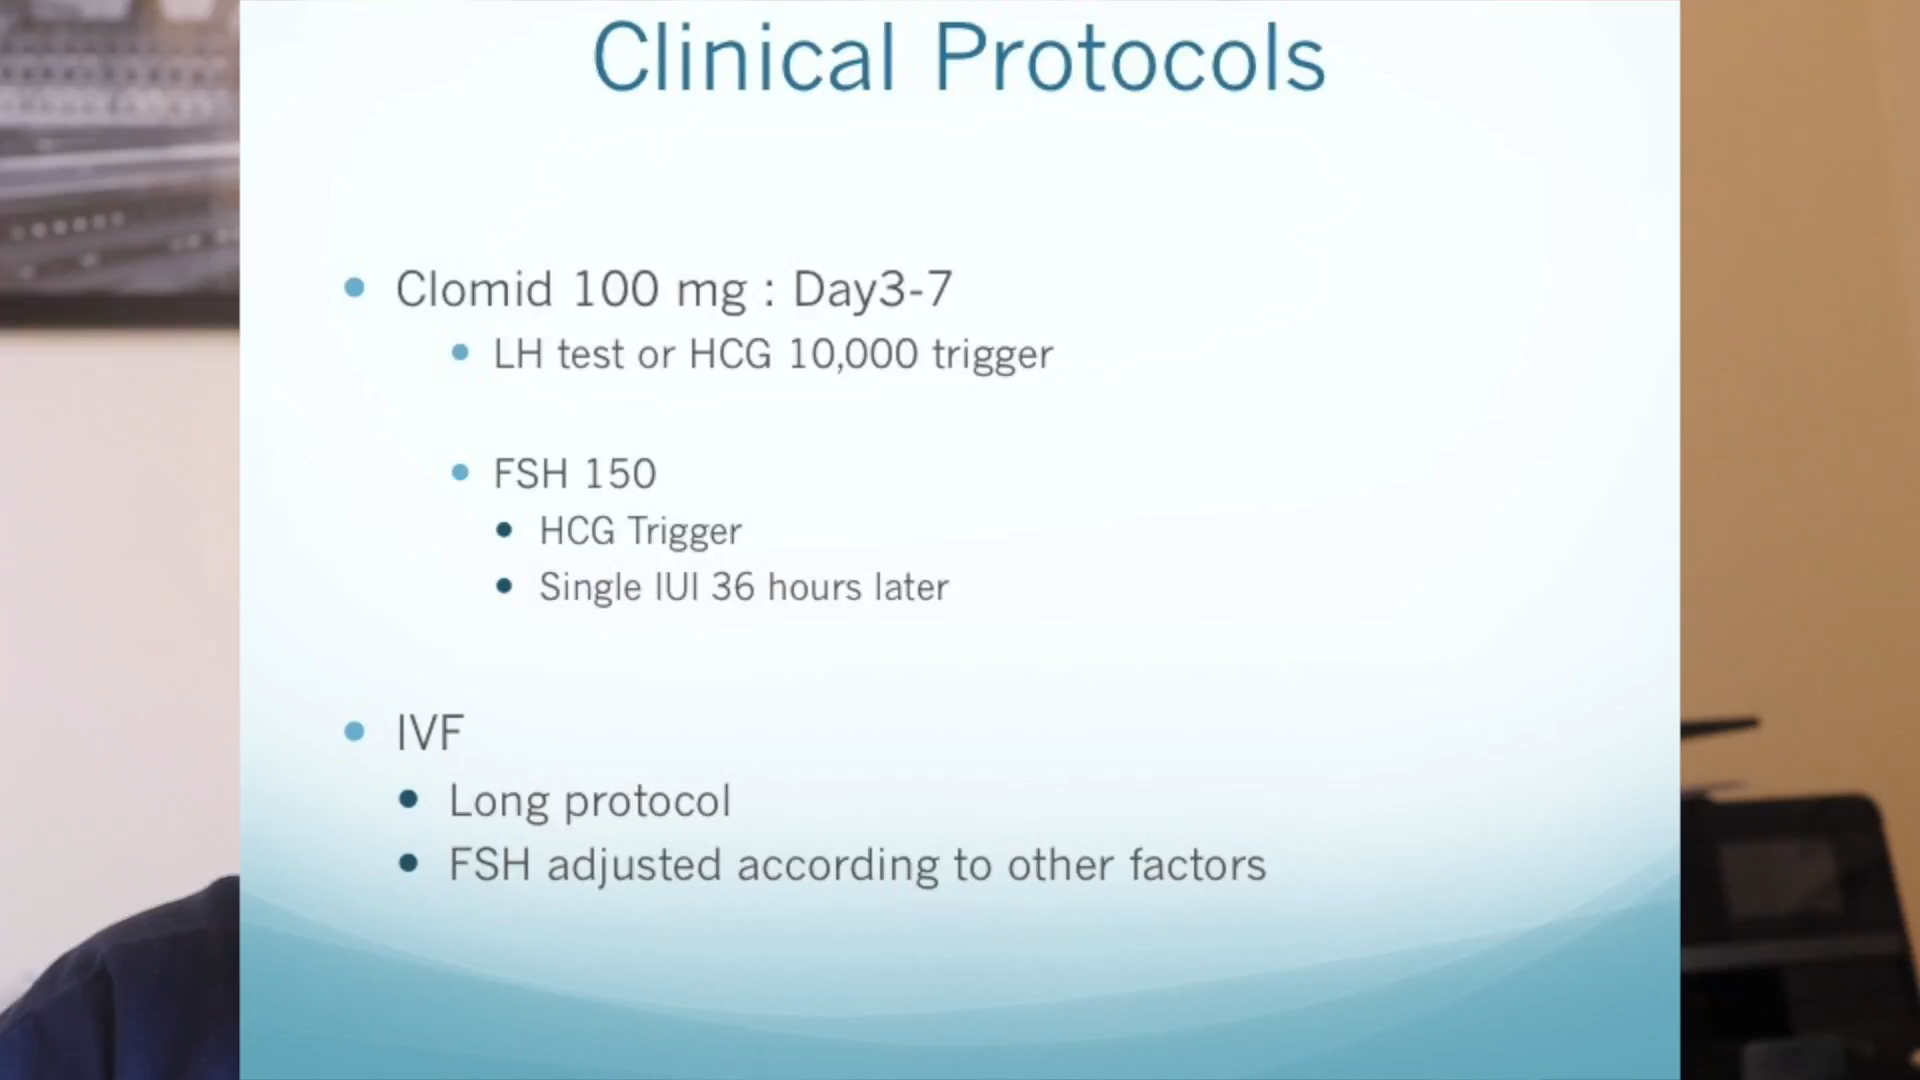 Clinical Protocols
Clomid 100 mg : Day3-7
LH test or HCG 10,000 trigger
FSH 150
HCG Trigger
Single IUI 36 hours later
IVF
Long protocol
FSH adjusted according to other factors